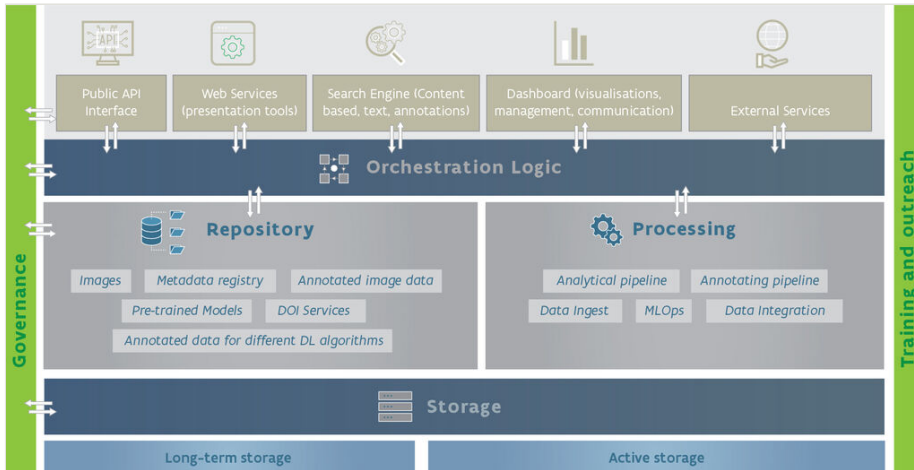 API
Public API
Interface
Web Services
(presentation tools)
Search Engine (Content
based, text, annotations)
Dashboard (visualisations,
management, communication)
External Services
Orchestration Logic
Repository
Images
Metadata registry
Annotated image data
Pre-trained Models
DOI Services
Annotated data for different DL algorithms
Processing
Analytical pipeline
Annotating pipeline
Data Ingest
MLOps
Data Integration
Storage
Long-term storage
Active storage
Governance
Training and outreach